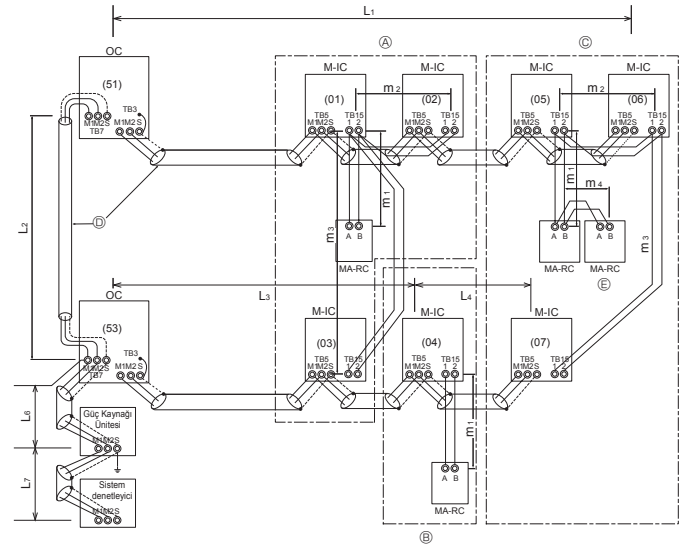 L1
Ⓐ
Ⓒ
OC
(51)
TB3
M1M2S
TB7
M1M2S
M-IC
(01)
TB5
M1M2S
TB15
1 2
m2
M-IC
(02)
TB5
M1M2S
TB15
1 2
M-IC
(05)
TB5
M1M2S
TB15
1 2
m2
M-IC
(06)
TB5
M1M2S
TB15
1 2
L2
Ⓓ
m1
m3
A B
MA-RC
m1
m4
m3
A B
MA-RC
A B
MA-RC
Ⓔ
L3
L4
OC
(53)
TB3
M1M2S
TB7
M1M2S
M-IC
(03)
TB5
M1M2S
TB15
1 2
M-IC
(04)
TB5
M1M2S
TB15
1 2
M-IC
(07)
TB5
M1M2S
TB15
1 2
m1
A B
MA-RC
Ⓑ
L6
Güç Kaynağı
Ünitesi
M1M2S
L7
Sistem
denetleyici
M1M2S